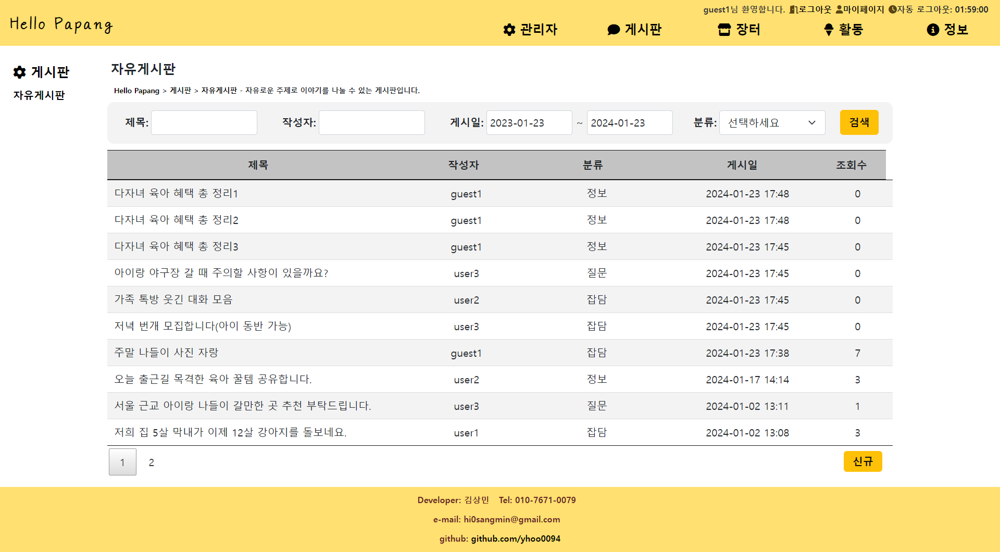 guest1님 환영합니다. 로그아웃 마이페이지 자동 로그아웃: 01:59:00
Hello Papang
관리자 게시판 장터 활동 정보
게시판
자유게시판
자유게시판
Hello Papang > 게시판 > 자유게시판 - 자유로운 주제로 이야기를 나눌 수 있는 게시판입니다.
제목: 작성자: 게시일: 2023-01-23 ~ 2024-01-23 분류: 선택하세요 검색
제목 작성자 분류 게시일 조회수
다자녀 육아 혜택 총 정리1 guest1 정보 2024-01-23 17:48 0
다자녀 육아 혜택 총 정리2 guest1 정보 2024-01-23 17:48 0
다자녀 육아 혜택 총 정리3 guest1 정보 2024-01-23 17:45 0
아이랑 야구장 갈 때 주의할 사항이 있을까요? user3 질문 2024-01-23 17:45 0
가족 톡방 웃긴 대화 모음 user2 잡담 2024-01-23 17:45 0
저녁 번개 모집합니다(아이 동반 가능) user3 잡담 2024-01-23 17:45 0
주말 나들이 사진 자랑 guest1 잡담 2024-01-23 17:38 7
오늘 출근길 목격한 육아 꿀템 공유합니다. user2 정보 2024-01-17 14:14 3
서울 근교 아이랑 나들이 갈만한 곳 추천 부탁드립니다. user3 질문 2024-01-02 13:11 1
저희 집 5살 막내가 이제 12살 강아지를 돌보네요. user1 잡담 2024-01-02 13:08 3
1 2 신규
Developer: 김상민 Tel: 010-7671-0079
e-mail: hi0sangmin@gmail.com
github: github.com/yhoo0094